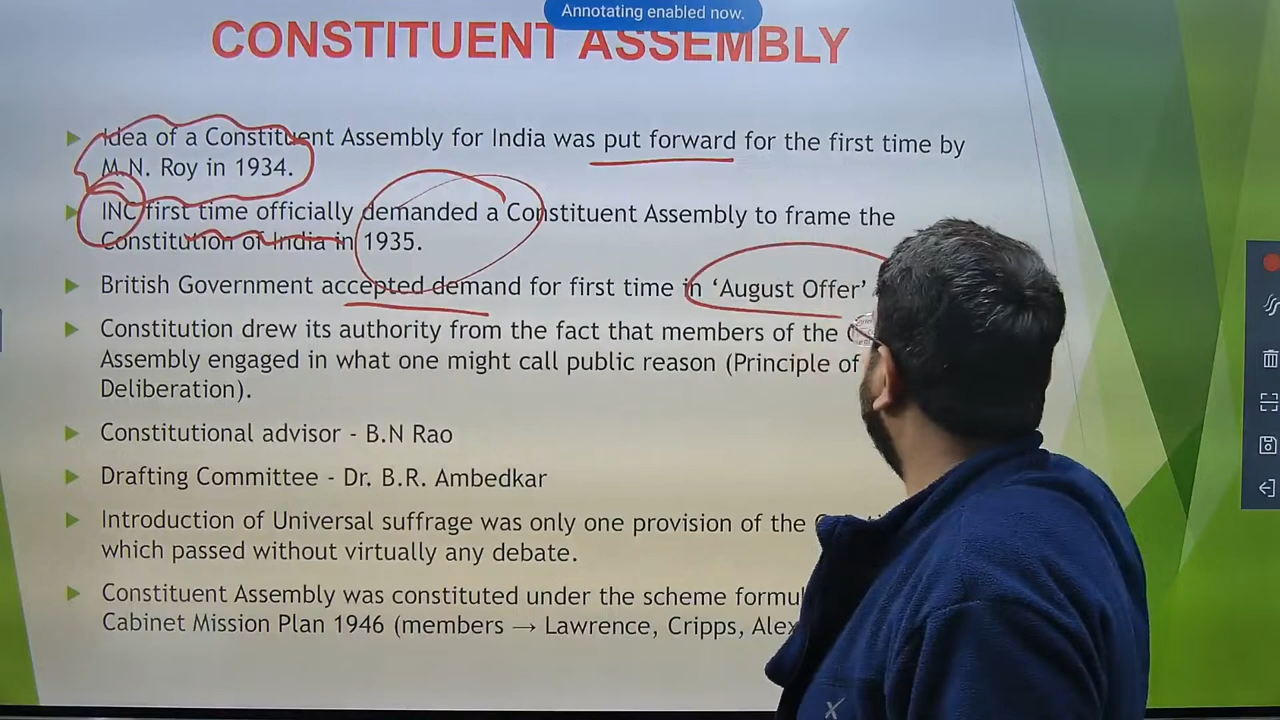 Annotating enabled now.
CONSTITUENT ASSEMBLY
Idea of a Constituent Assembly for India was put forward for the first time by
M.N. Roy in 1934.
INC first time officially demanded a Constituent Assembly to frame the
Constitution of India in 1935.
British Government accepted demand for first time in ‘August Offer’
Constitution drew its authority from the fact that members of the
Assembly engaged in what one might call public reason (Principle of
Deliberation).
Constitutional advisor - B.N Rao
Drafting Committee - Dr. B.R. Ambedkar
Introduction of Universal suffrage was only one provision of the
which passed without virtually any debate.
Constituent Assembly was constituted under the scheme
Cabinet Mission Plan 1946 (members → Lawrence, Cripps,